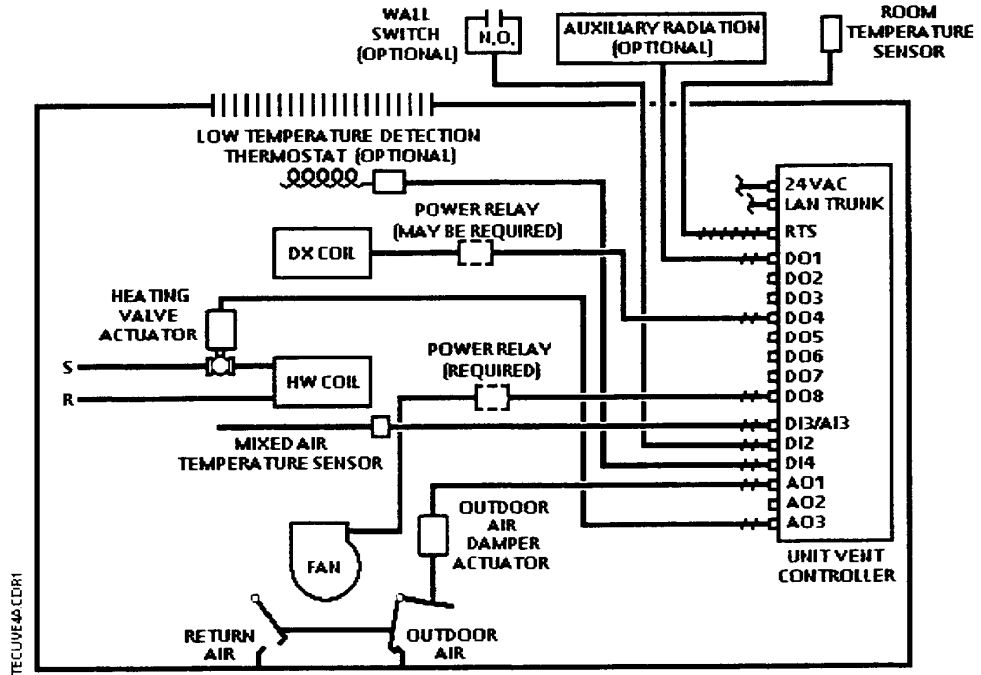 WALL
SWITCH
(OPTIONAL)
N.O.
AUXILIARY RADIATION
(OPTIONAL)
ROOM
TEMPERATURE
SENSOR
LOW TEMPERATURE DETECTION
THERMOSTAT (OPTIONAL)
24 VAC
LAN TRUNK
RTS
DO1
DO2
DO3
DO4
DO5
DO6
DO7
DO8
DI3/AI3
DI2
DI4
AO1
AO2
AO3
UNIT VENT
CONTROLLER
POWER RELAY
(MAY BE REQUIRED)
DX COIL
HEATING
VALVE
ACTUATOR
POWER RELAY
(REQUIRED)
S
R
HW COIL
MIXED AIR
TEMPERATURE SENSOR
OUTDOOR
AIR
DAMPER
ACTUATOR
FAN
RETURN
AIR
OUTDOOR
AIR